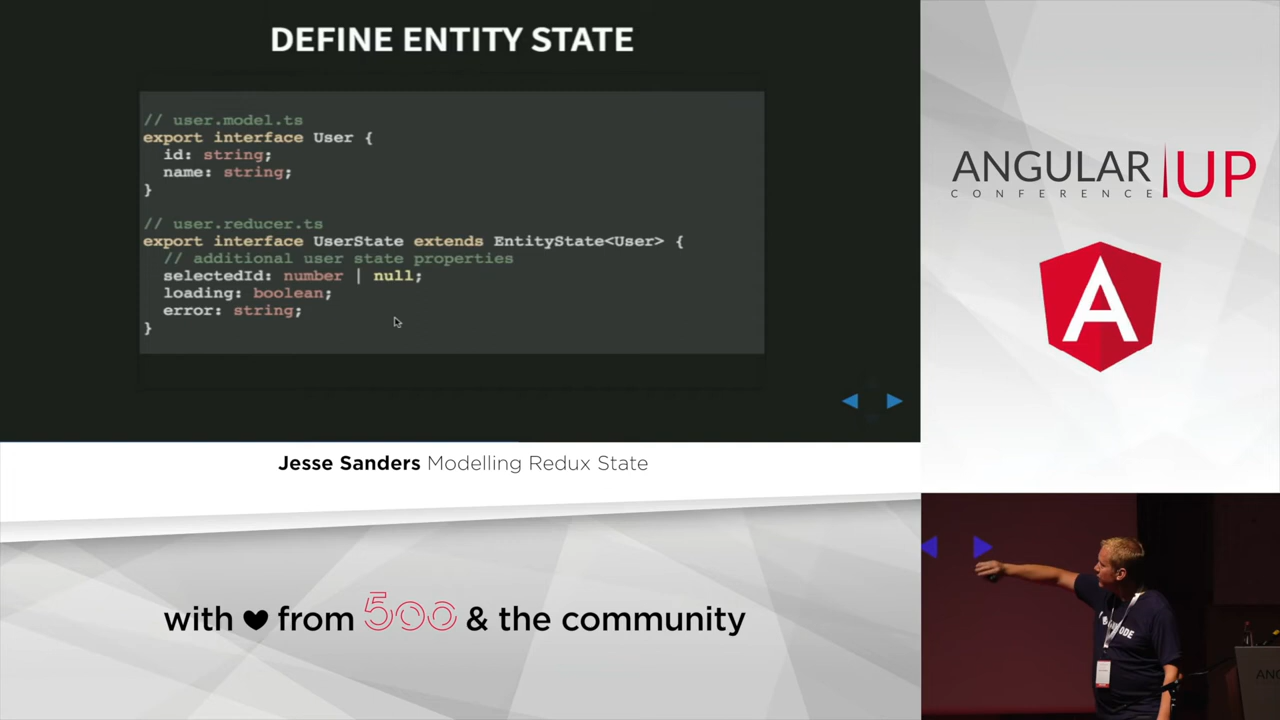 DEFINE ENTITY STATE
// user.model.ts
export interface User {
id: string;
name: string;
}
// user.reducer.ts
export interface UserState extends EntityState<User> {
// additional user state properties
selectedId: number | null;
loading: boolean;
error: string;
}
Jesse Sanders Modelling Redux State
with ♥ from 500 & the community
ANGULAR UP
CONFERENCE
A